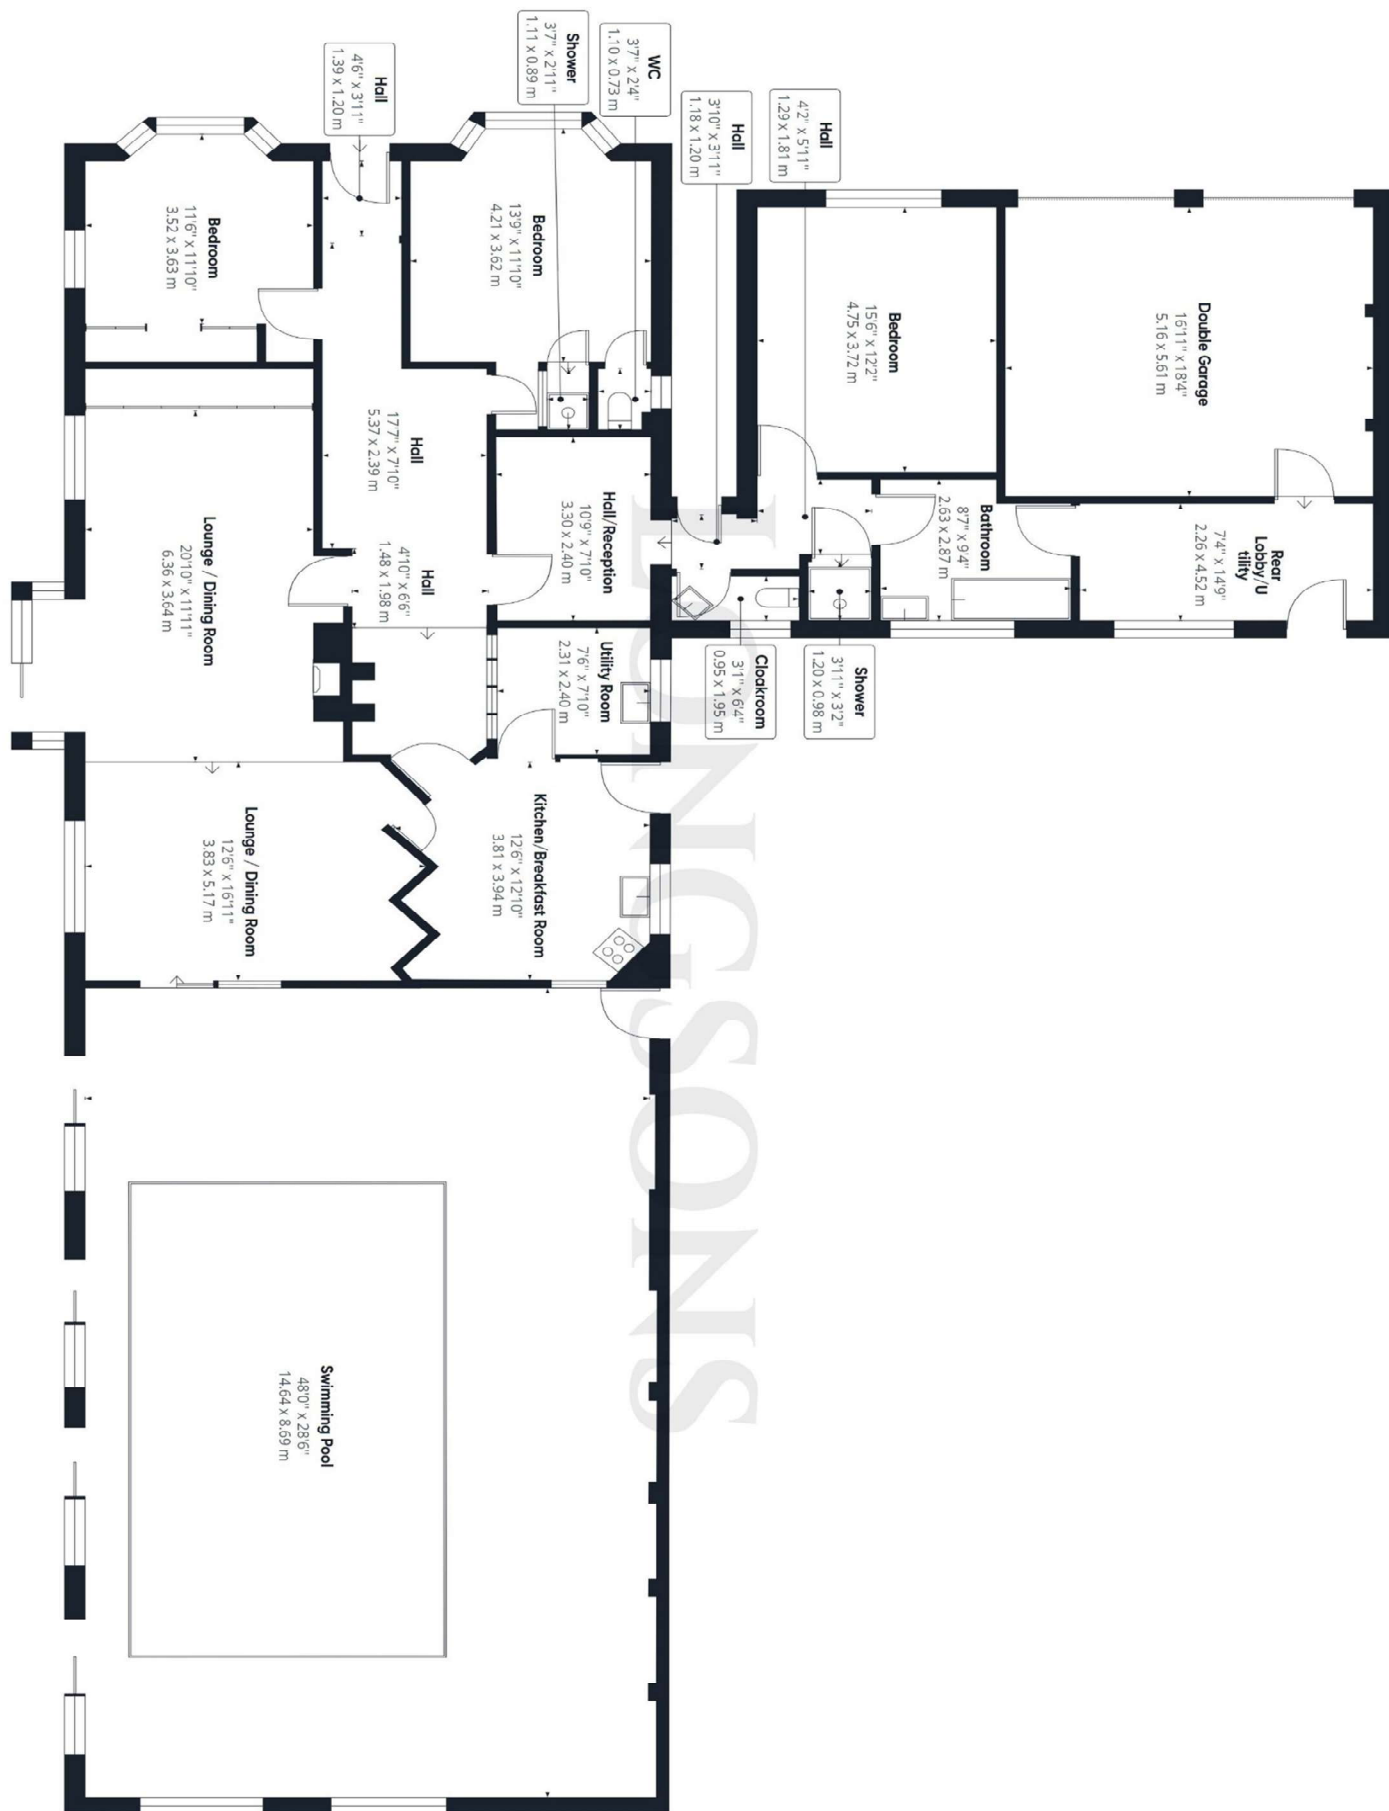 Double Garage
16'11" x 18'4"
5.16 x 5.61 m
Rear
Lobby/U
tility
7'4" x 14'9"
2.26 x 4.52 m
Bedroom
15'6" x 12'2"
4.75 x 3.72 m
Bathroom
8'7" x 9'4"
2.63 x 2.87 m
Hall
4'2" x 5'11"
1.29 x 1.81 m
Shower
3'11" x 3'2"
1.20 x 0.98 m
Hall
3'10" x 3'11"
1.18 x 1.20 m
Cloakroom
3'1" x 6'4"
0.95 x 1.95 m
WC
3'7" x 2'4"
1.10 x 0.73 m
Shower
3'7" x 2'11"
1.11 x 0.89 m
Hall/Reception
10'9" x 7'10"
3.30 x 2.40 m
Utility Room
7'6" x 7'10"
2.31 x 2.40 m
Bedroom
13'9" x 11'10"
4.21 x 3.62 m
Kitchen/Breakfast Room
12'6" x 12'10"
3.81 x 3.94 m
Hall
4'6" x 3'11"
1.39 x 1.20 m
Hall
17'7" x 7'10"
5.37 x 2.39 m
Hall
4'10" x 6'6"
1.48 x 1.98 m
Bedroom
11'6" x 11'10"
3.52 x 3.63 m
Lounge / Dining Room
20'10" x 11'11"
6.36 x 3.64 m
Lounge / Dining Room
12'6" x 16'11"
3.83 x 5.17 m
Swimming Pool
48'0" x 28'6"
14.64 x 8.69 m
LONGSONS